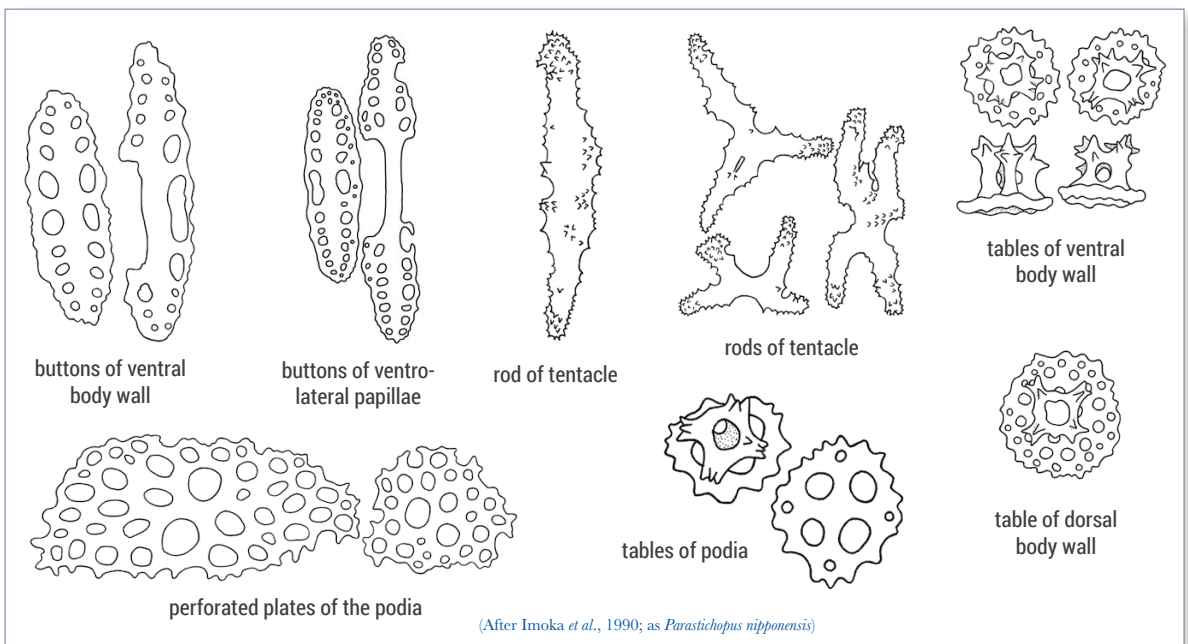 tables of ventral
body wall
rods of tentacle
buttons of ventral
body wall
buttons of ventro-
lateral papillae
rod of tentacle
table of dorsal
body wall
tables of podia
perforated plates of the podia
(After Imoka et al., 1990; as Parastichopus nipponensis)